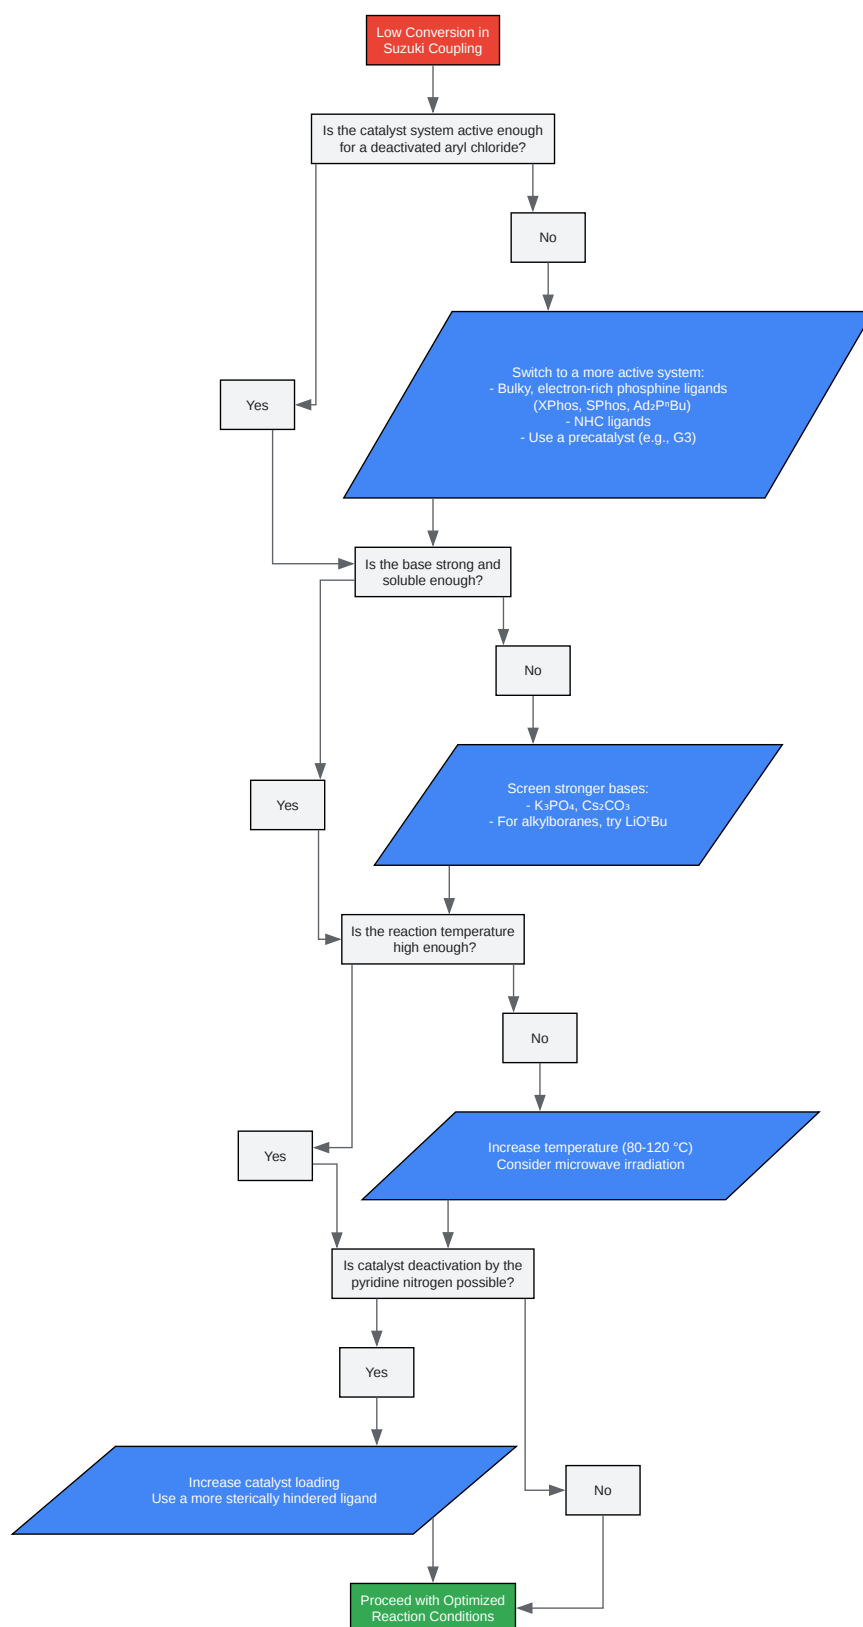 Low Conversion in
Suzuki Coupling
Is the catalyst system active enough
for a deactivated aryl chloride?
No
Switch to a more active system:
- Bulky, electron-rich phosphine ligands
(XPhos, SPhos, Ad₂PⁿBu)
- NHC ligands
- Use a precatalyst (e.g., G3)
Yes
Is the base strong and
soluble enough?
No
Screen stronger bases:
- K₃PO₄, Cs₂CO₃
- For alkylboranes, try LiOᵗBu
Yes
Is the reaction temperature
high enough?
No
Increase temperature (80-120 °C)
Consider microwave irradiation
Yes
Is catalyst deactivation by the
pyridine nitrogen possible?
Yes
Increase catalyst loading
Use a more sterically hindered ligand
No
Proceed with Optimized
Reaction Conditions